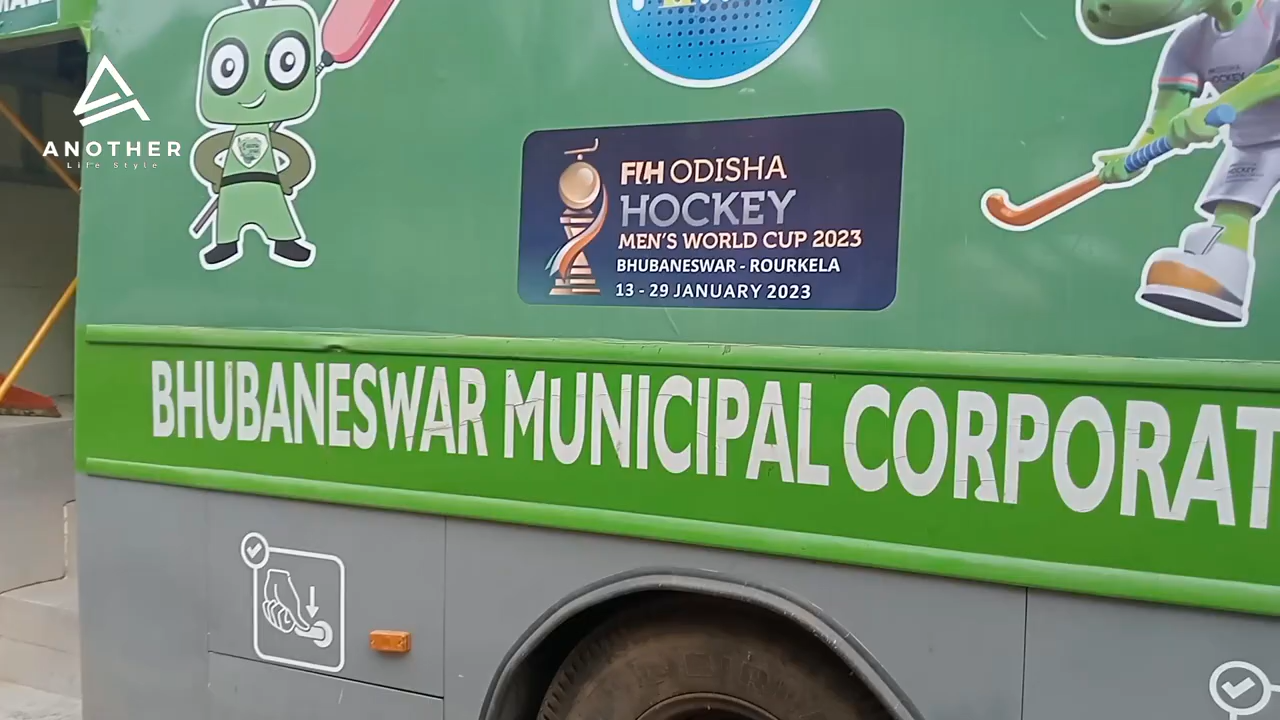 ANOTHER
Life Style
FIH ODISHA
HOCKEY
MEN'S WORLD CUP 2023
BHUBANESWAR - ROURKELA
13 - 29 JANUARY 2023
HOCKEY
BHUBANESWAR MUNICIPAL CORPORAT